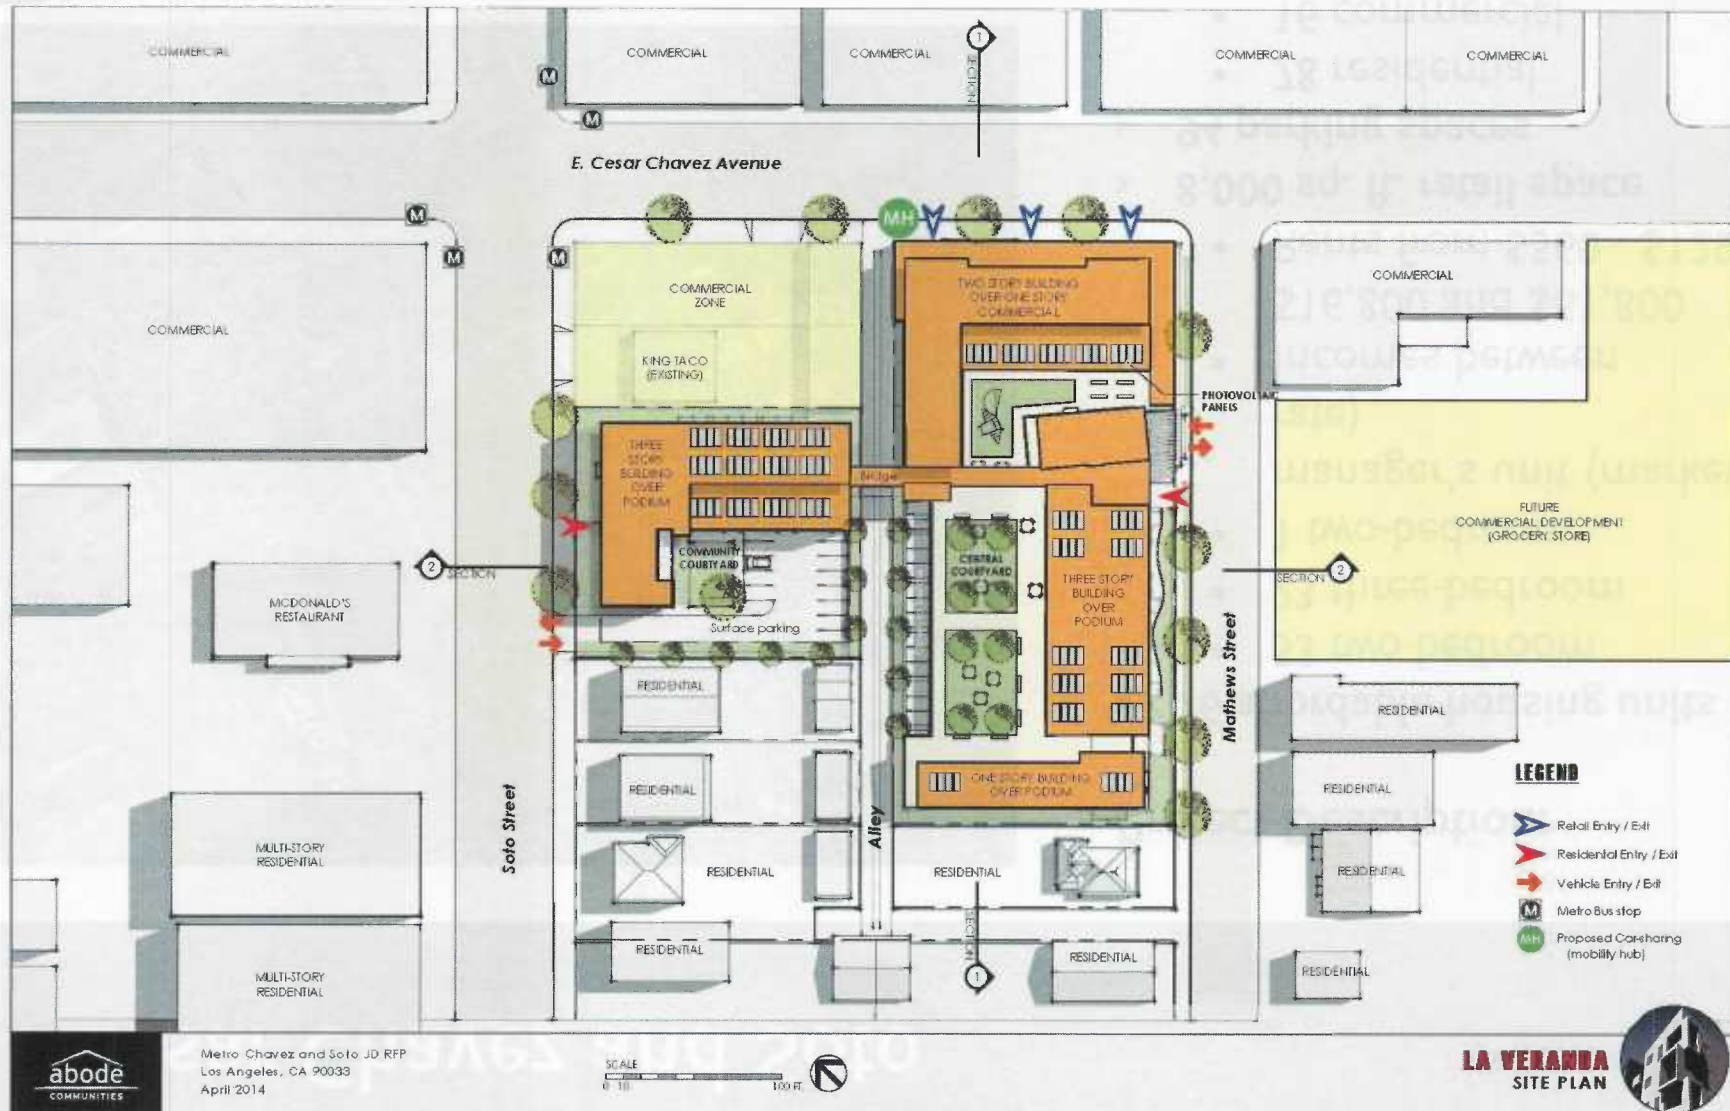 COMMERCIAL
COMMERCIAL
COMMERCIAL
COMMERCIAL
COMMERCIAL
1
SECTION
M
M
E. Cesar Chavez Avenue
M
M
M
MH
COMMERCIAL
COMMERCIAL
ZONE
KING TACO
(EXISTING)
TWO STORY BUILDING
OVER ONE STORY
COMMERCIAL
COMMERCIAL
PHOTOVOLTAIC
PANELS
THREE
STORY
BUILDING
OVER
PODIUM
Bridge
COMMUNITY
COURTYARD
Surface parking
CENTRAL
COURTYARD
THREE STORY
BUILDING
OVER
PODIUM
FUTURE
COMMERCIAL DEVELOPMENT
(GROCERY STORE)
2
SECTION
SECTION
2
MCDONALD'S
RESTAURANT
Soto Street
Alley
Mathews Street
RESIDENTIAL
RESIDENTIAL
RESIDENTIAL
RESIDENTIAL
ONE STORY BUILDING
OVER PODIUM
RESIDENTIAL
RESIDENTIAL
RESIDENTIAL
RESIDENTIAL
RESIDENTIAL
RESIDENTIAL
RESIDENTIAL
MULTI-STORY
RESIDENTIAL
MULTI-STORY
RESIDENTIAL
SECTION
1
LEGEND
Retail Entry / Exit
Residential Entry / Exit
Vehicle Entry / Exit
M Metro Bus stop
MH Proposed Car-sharing
(mobility hub)
abode
COMMUNITIES
Metro Chavez and Soto JD RFP
Los Angeles, CA 90033
April 2014
SCALE
0 10 100 FT
LA VERANDA
SITE PLAN